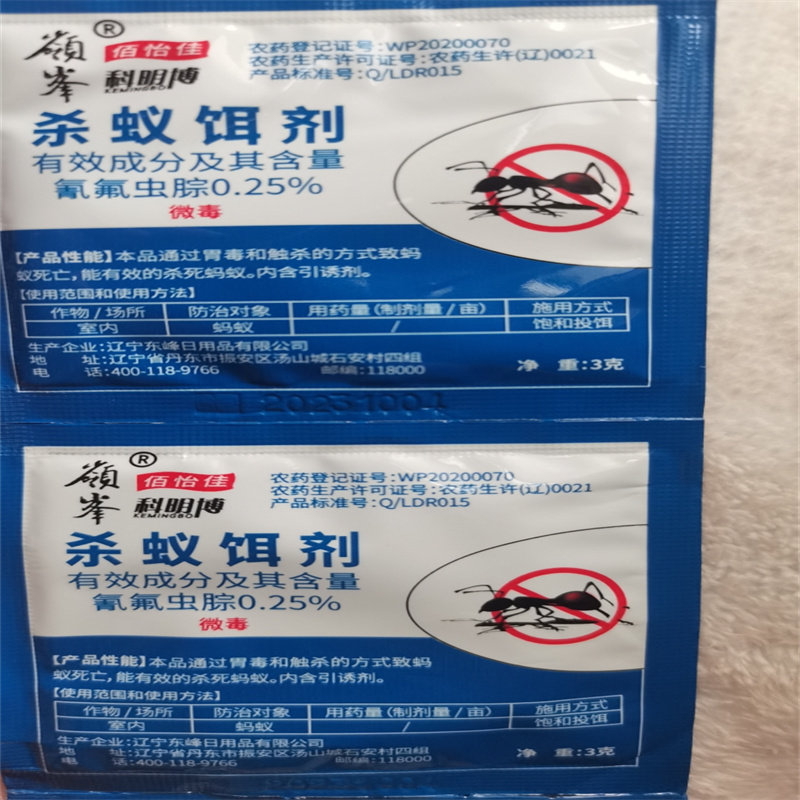 嶺峯®
佰怡佳
科明博
KEMINGBO
农药登记证号:WP20200070
农药生产许可证号:农药生许(辽)0021
产品标准号:Q/LDR015
杀蚁饵剂
有效成分及其含量
氰氟虫腙0.25%
微毒
【产品性能】本品通过胃毒和触杀的方式致蚂
蚁死亡,能有效的杀死蚂蚁。内含引诱剂。
【使用范围和使用方法】
作物/场所 防治对象 用药量(制剂量/亩) 施用方式
室内 蚂蚁 / 饱和投饵
生产企业:辽宁东峰日用品有限公司
地 址:辽宁省丹东市振安区汤山城石安村四组
电 话:400-118-9766 邮编:118000
净 重:3克
20231001
嶺峯®
佰怡佳
科明博
KEMINGBO
农药登记证号:WP20200070
农药生产许可证号:农药生许(辽)0021
产品标准号:Q/LDR015
杀蚁饵剂
有效成分及其含量
氰氟虫腙0.25%
微毒
【产品性能】本品通过胃毒和触杀的方式致蚂
蚁死亡,能有效的杀死蚂蚁。内含引诱剂。
【使用范围和使用方法】
作物/场所 防治对象 用药量(制剂量/亩) 施用方式
室内 蚂蚁 / 饱和投饵
生产企业:辽宁东峰日用品有限公司
地 址:辽宁省丹东市振安区汤山城石安村四组
电 话:400-118-9766 邮编:118000
净 重:3克